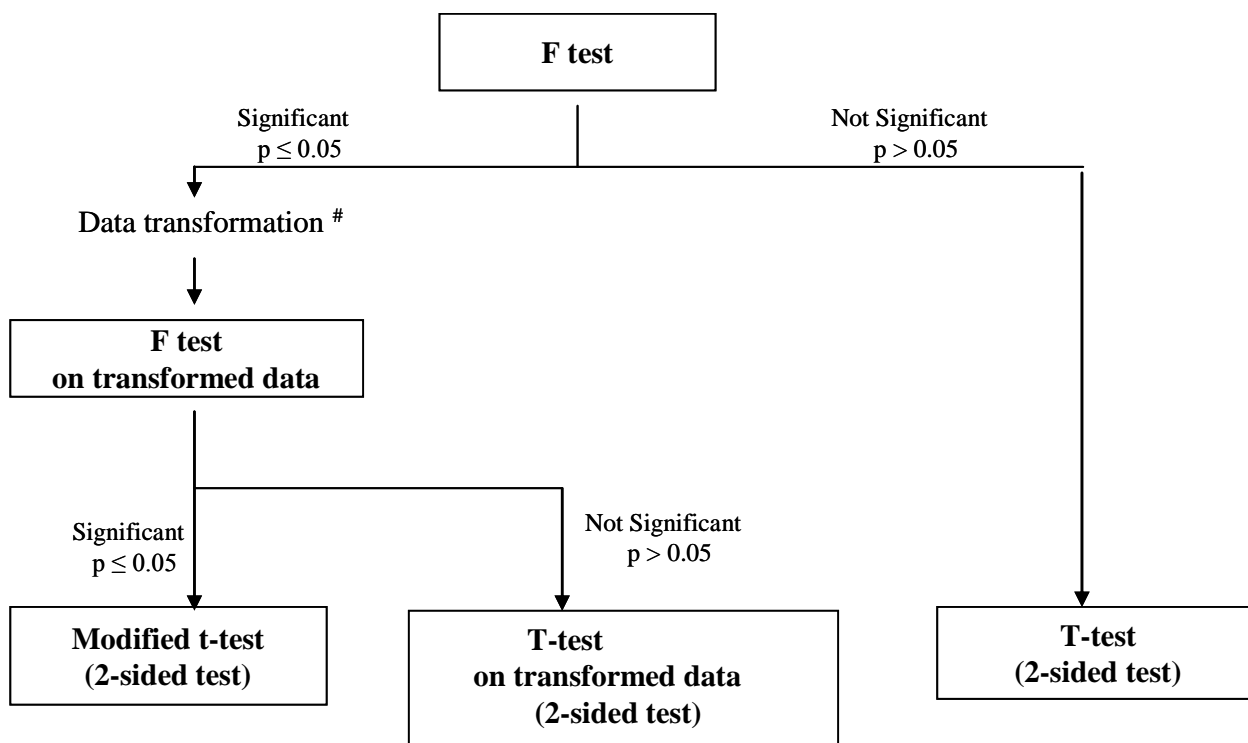 F test
Significant
p ≤ 0.05
Not Significant
p > 0.05
Data transformation #
F test
on transformed data
Significant
p ≤ 0.05
Not Significant
p > 0.05
Modified t-test
(2-sided test)
T-test
on transformed data
(2-sided test)
T-test
(2-sided test)